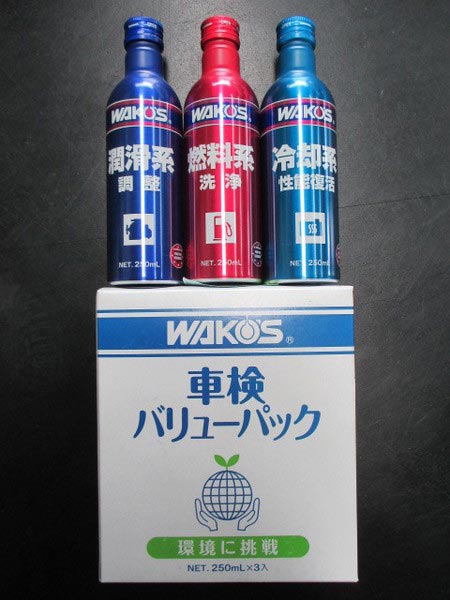 WAKO'S
潤滑系
調整
NET. 250mL
WAKO'S
燃料系
洗浄
NET. 250mL
WAKO'S
冷却系
性能復活
NET. 250mL
WAKO'S®
車検
バリューパック
環境に挑戦
NET. 250mL×3入